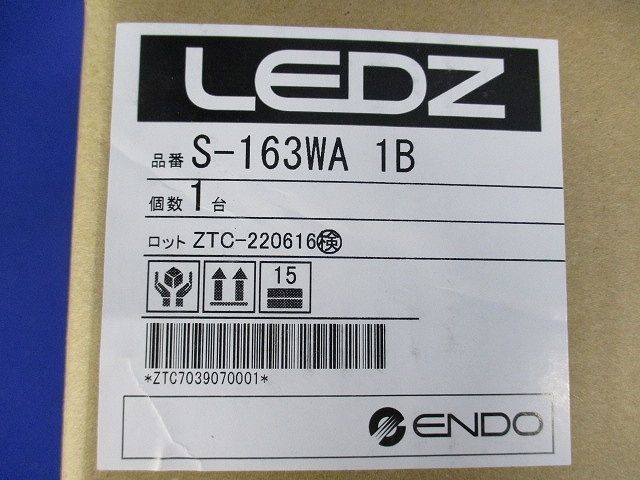 LEDZ
品番 S-163WA 1B
個数 1 台
ロット ZTC-220616 検
15
*ZTC7039070001*
ENDO